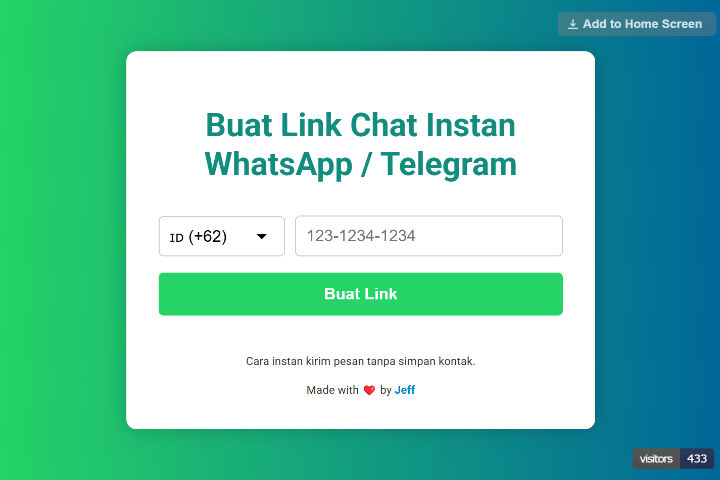 Add to Home Screen
Buat Link Chat Instan
WhatsApp / Telegram
ID (+62)
123-1234-1234
Buat Link
Cara instan kirim pesan tanpa simpan kontak.
Made with ❤️ by Jeff
visitors 433